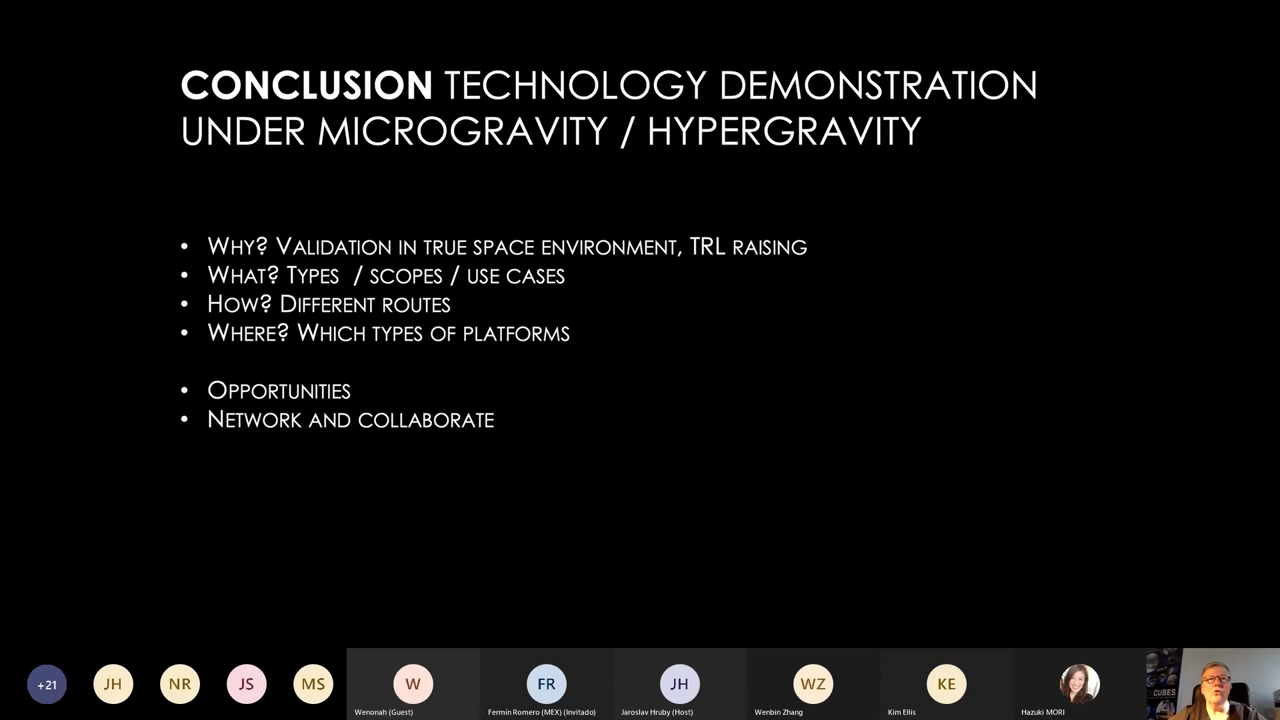 CONCLUSION TECHNOLOGY DEMONSTRATION
UNDER MICROGRAVITY / HYPERGRAVITY
• WHY? VALIDATION IN TRUE SPACE ENVIRONMENT, TRL RAISING
• WHAT? TYPES / SCOPES / USE CASES
• HOW? DIFFERENT ROUTES
• WHERE? WHICH TYPES OF PLATFORMS
• OPPORTUNITIES
• NETWORK AND COLLABORATE
+21
JH
NR
JS
MS
W
FR
JH
WZ
KE
CUBES
Wenonah (Guest)
Fermín Romero (MEX) (Invitado)
Jaroslav Hruby (Host)
Wenbin Zhang
Kim Ellis
Hazuki MORI